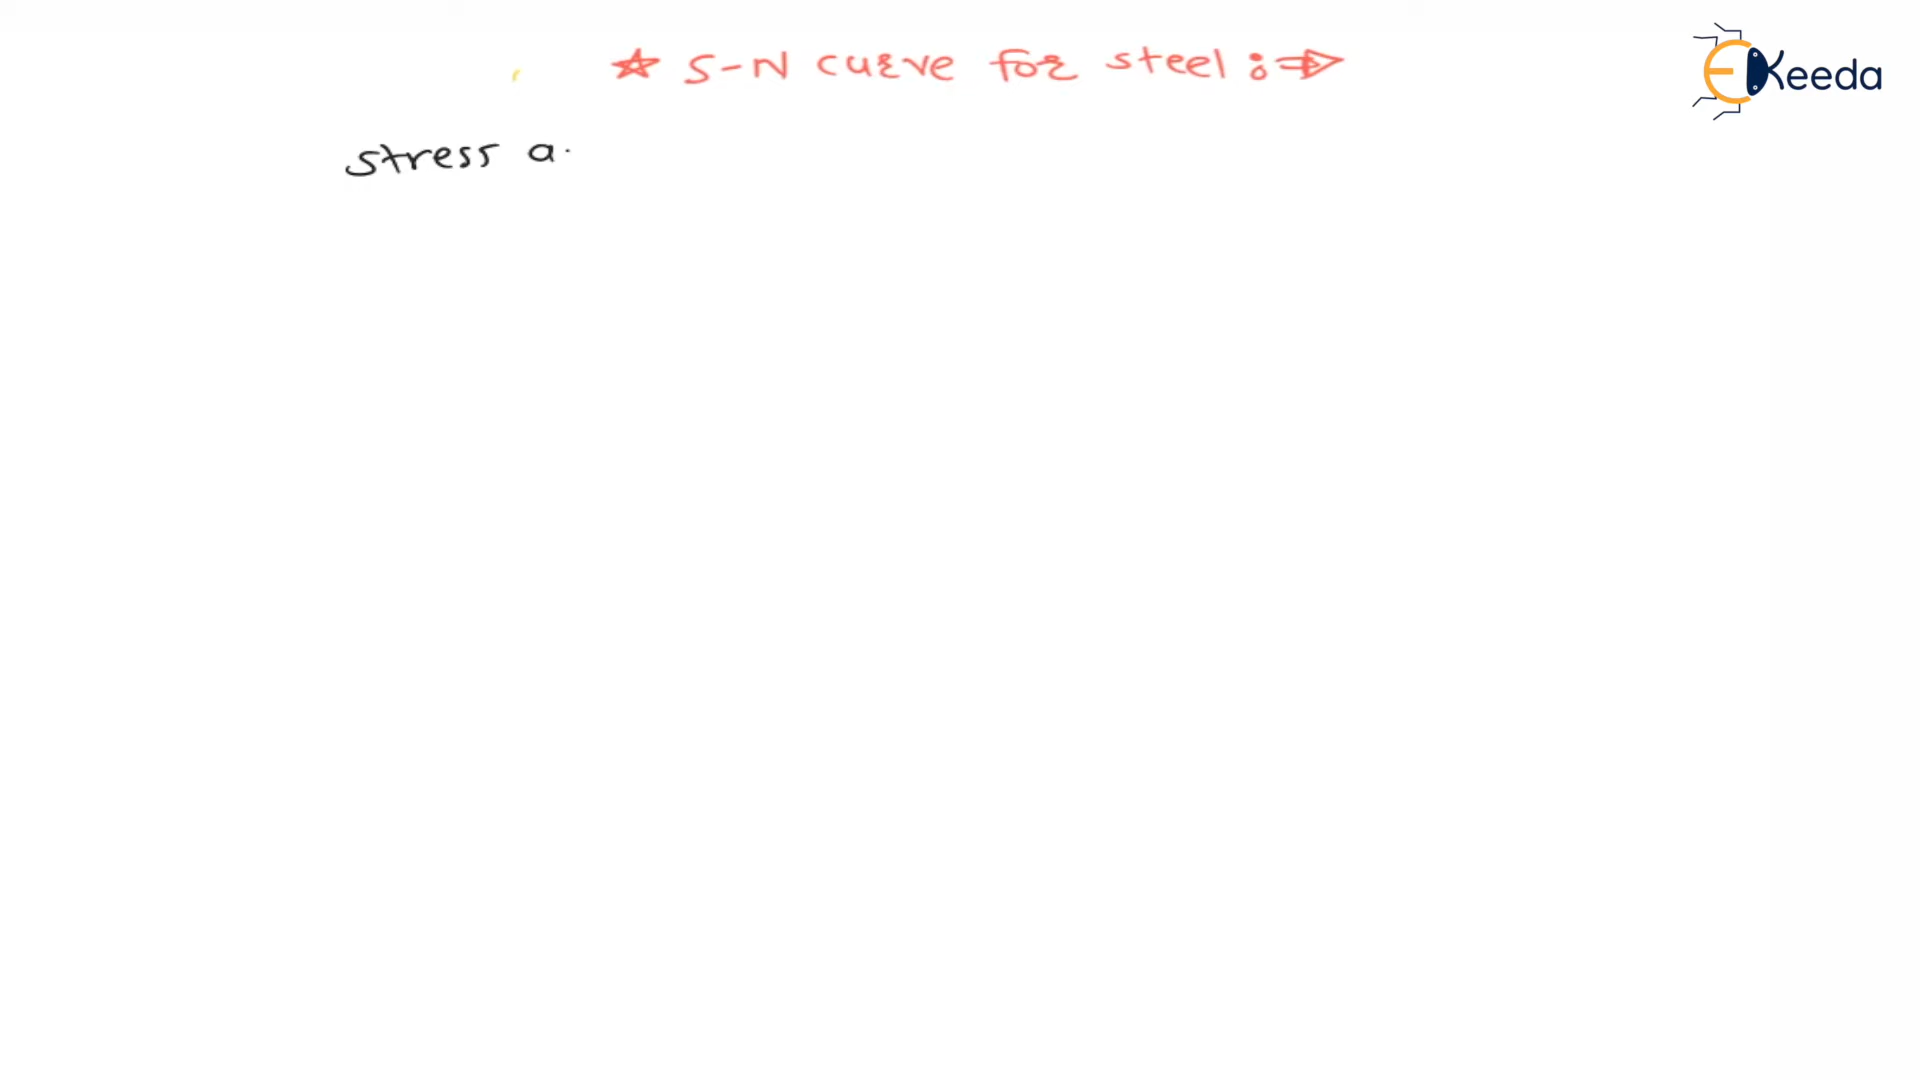 ☆ S-N curve for steel :⇒
EKeeda
stress a.